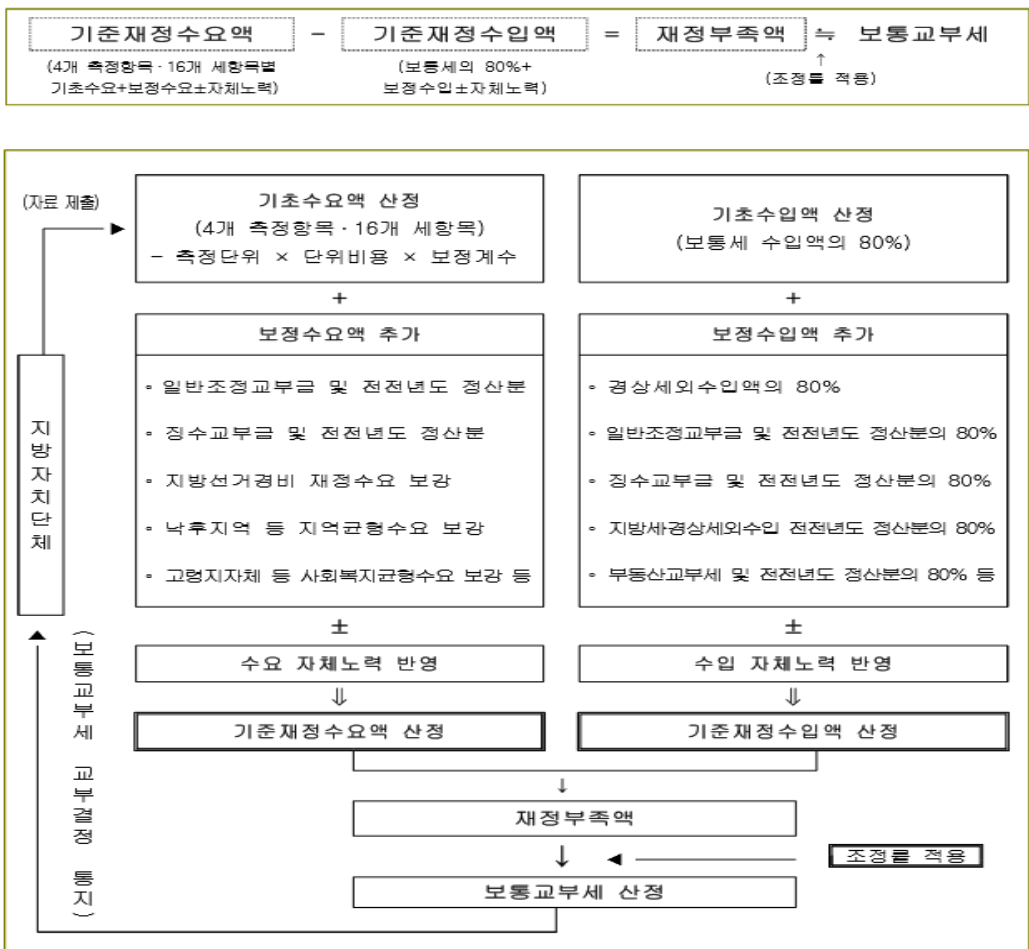 기준재정수요액 - 기준재정수입액 = 재정부족액 ≒ 보통교부세
(4개 측정항목·16개 세항목별
기초수요+보정수요±자체노력)
(보통세의 80%+
보정수입±자체노력)
↑
(조정률 적용)
(자료 제출)
기초수요액 산정
(4개 측정항목·16개 세항목)
- 측정단위 × 단위비용 × 보정계수
기초수입액 산정
(보통세 수입액의 80%)
+
+
보정수요액 추가
∘ 일반조정교부금 및 전전년도 정산분
∘ 징수교부금 및 전전년도 정산분
∘ 지방선거경비 재정수요 보강
∘ 낙후지역 등 지역균형수요 보강
∘ 고령지자체 등 사회복지균형수요 보강 등
보정수입액 추가
∘ 경상세외수입액의 80%
∘ 일반조정교부금 및 전전년도 정산분의 80%
∘ 징수교부금 및 전전년도 정산분의 80%
∘ 지방세·경상세외수입 전전년도 정산분의 80%
∘ 부동산교부세 및 전전년도 정산분의 80% 등
지방자치단체
±
±
수요 자체노력 반영
수입 자체노력 반영
⇓
⇓
기준재정수요액 산정
기준재정수입액 산정
↓
재정부족액
↓
조정률 적용
보통교부세 산정
(보통교부세 교부결정 통지)